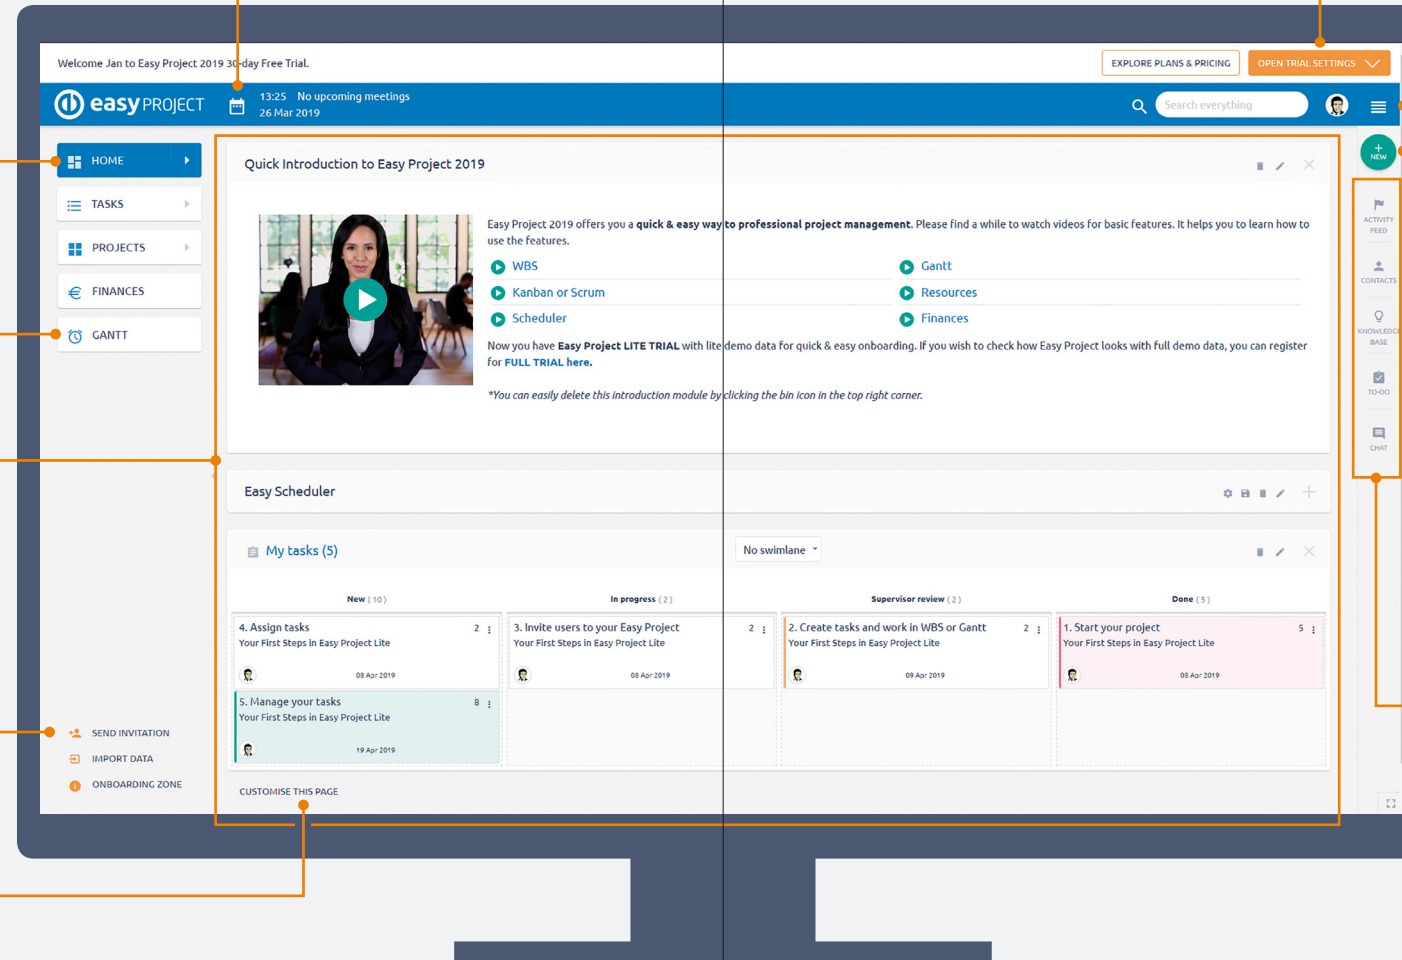 Welcome Jan to Easy Project 2019 30-day Free Trial.
EXPLORE PLANS & PRICING
OPEN TRIAL SETTINGS
easy PROJECT
13:25 No upcoming meetings
26 Mar 2019
Search everything
HOME
TASKS
PROJECTS
FINANCES
GANTT
SEND INVITATION
IMPORT DATA
ONBOARDING ZONE
Quick Introduction to Easy Project 2019
Easy Project 2019 offers you a quick & easy way to professional project management. Please find a while to watch videos for basic features. It helps you to learn how to
use the features.
WBS
Gantt
Kanban or Scrum
Resources
Scheduler
Finances
Now you have Easy Project LITE TRIAL with lite demo data for quick & easy onboarding. If you wish to check how Easy Project looks with full demo data, you can register
for FULL TRIAL here.
*You can easily delete this introduction module by clicking the bin icon in the top right corner.
Easy Scheduler
My tasks (5)
No swimlane
New (10)
In progress (2)
Supervisor review (2)
Done (5)
4. Assign tasks 2
Your First Steps in Easy Project Lite
08 Apr 2019
5. Manage your tasks 8
Your First Steps in Easy Project Lite
19 Apr 2019
3. Invite users to your Easy Project 2
Your First Steps in Easy Project Lite
08 Apr 2019
2. Create tasks and work in WBS or Gantt 2
Your First Steps in Easy Project Lite
09 Apr 2019
1. Start your project 5
Your First Steps in Easy Project Lite
08 Apr 2019
CUSTOMISE THIS PAGE
+
NEW
ACTIVITY
FEED
CONTACTS
KNOWLEDGE
BASE
TO-DO
CHAT